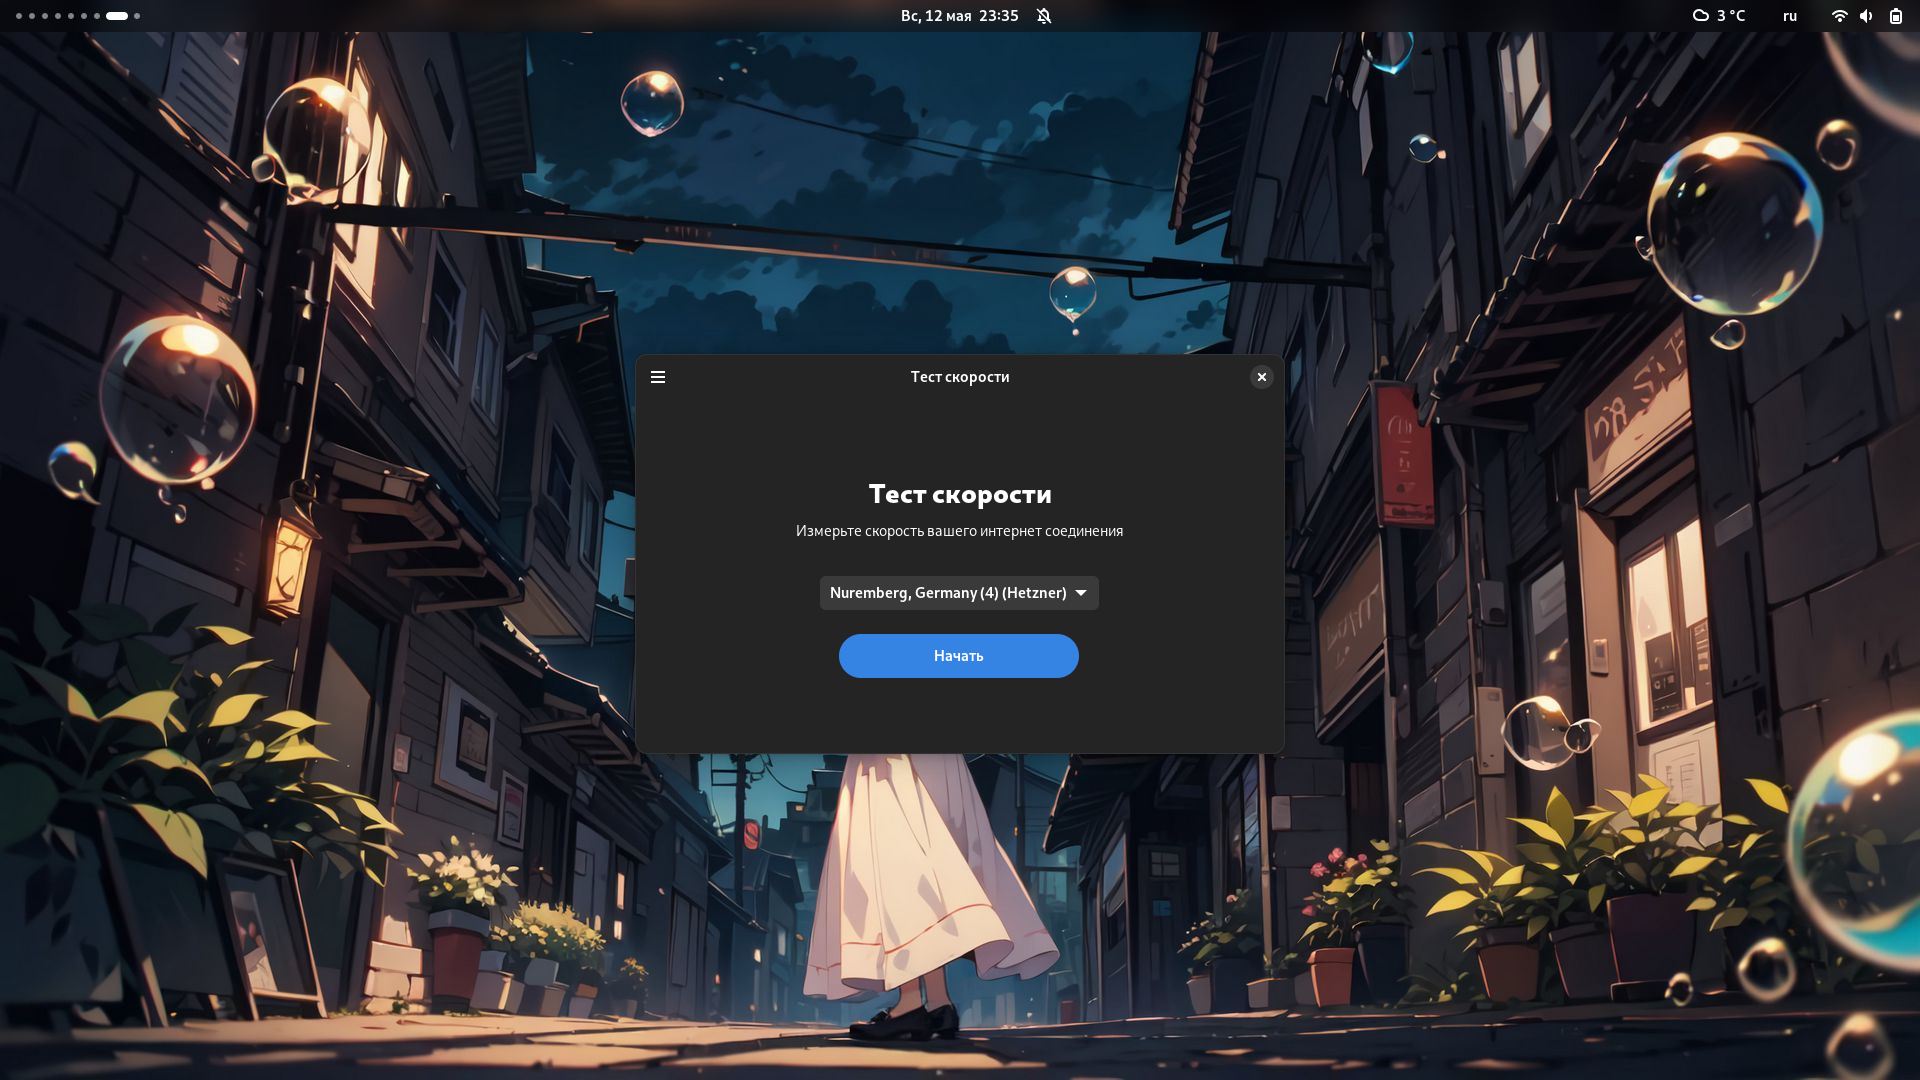 Вс, 12 мая 23:35
3 °C
ru
Тест скорости
Тест скорости
Измерьте скорость вашего интернет соединения
Nuremberg, Germany (4) (Hetzner)
Начать